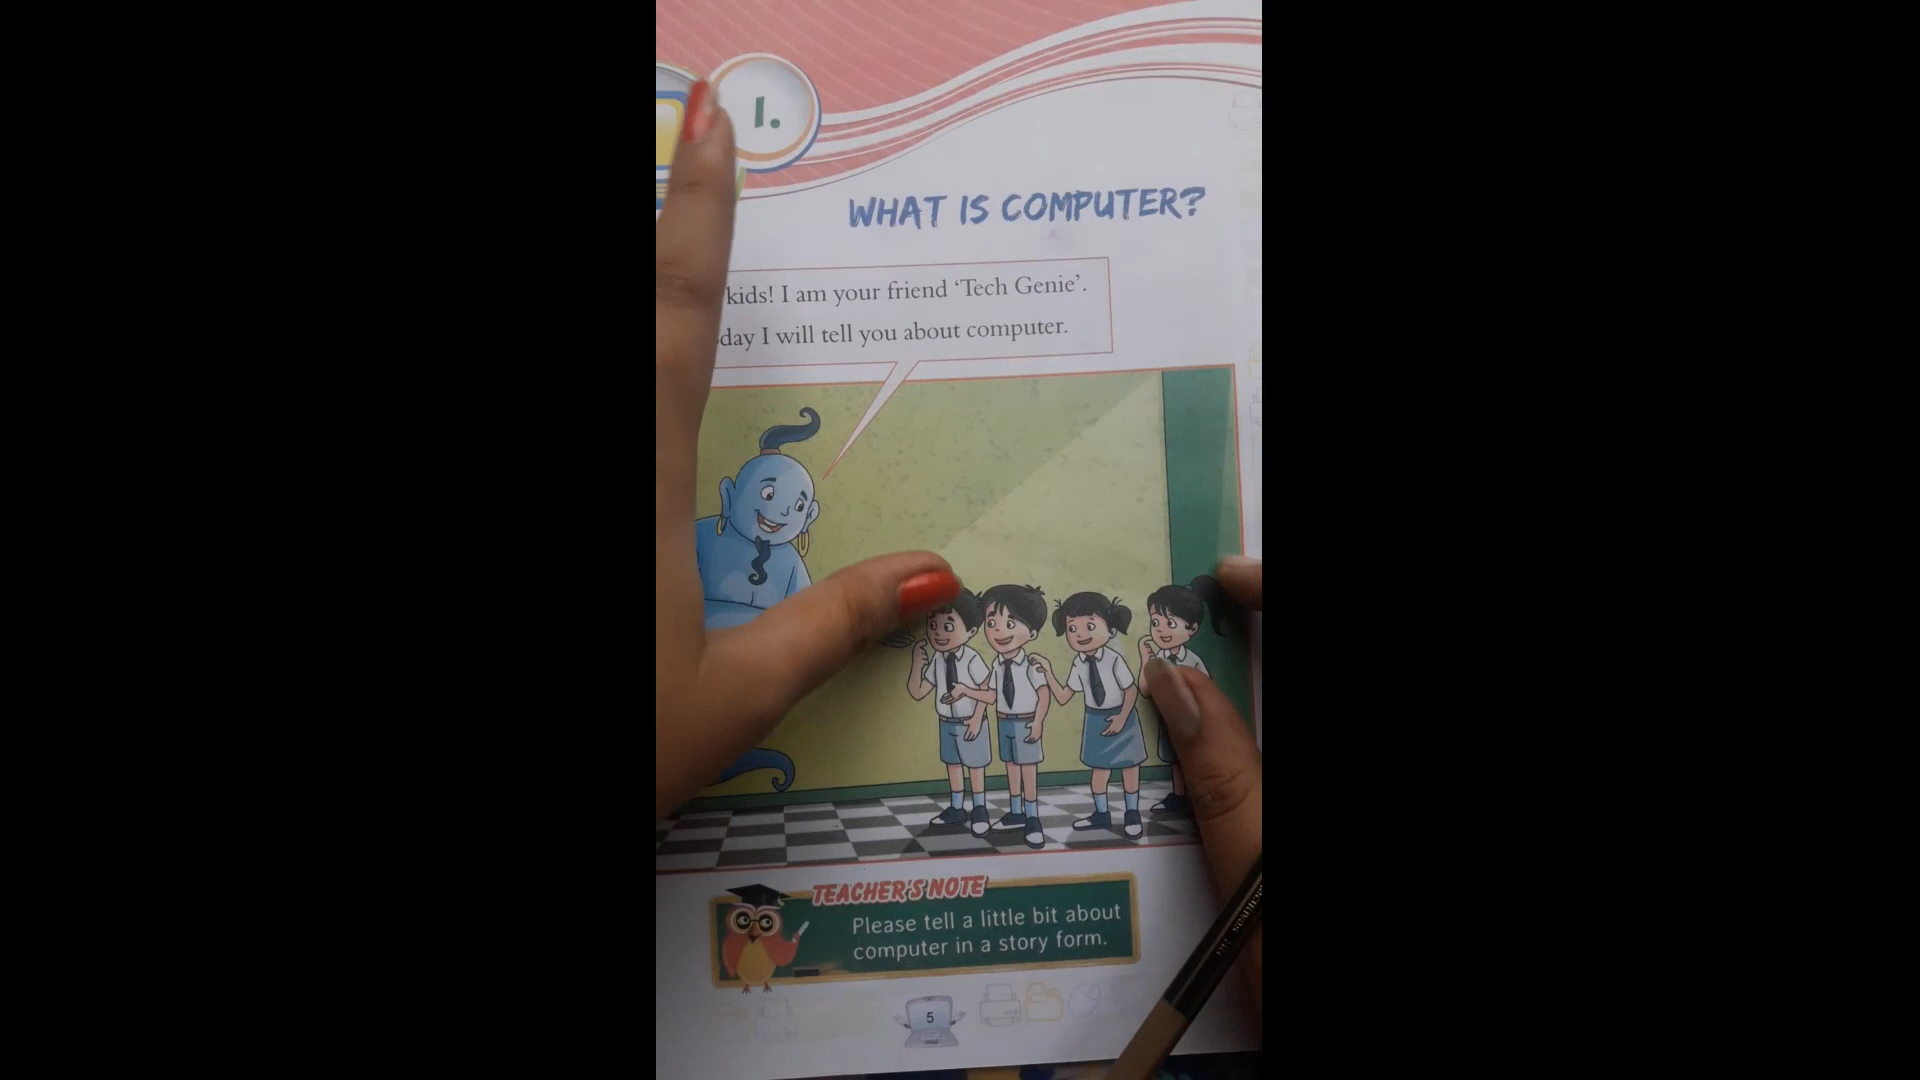 1.
WHAT IS COMPUTER?
kids! I am your friend ‘Tech Genie’.
day I will tell you about computer.
TEACHER'S NOTE
Please tell a little bit about
computer in a story form.
5